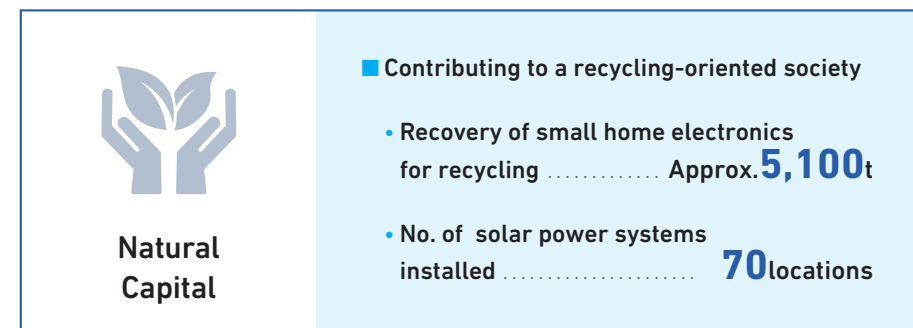 Natural
Capital
■ Contributing to a recycling-oriented society
• Recovery of small home electronics
for recycling ............. Approx.5,100t
• No. of solar power systems
installed ...................... 70locations